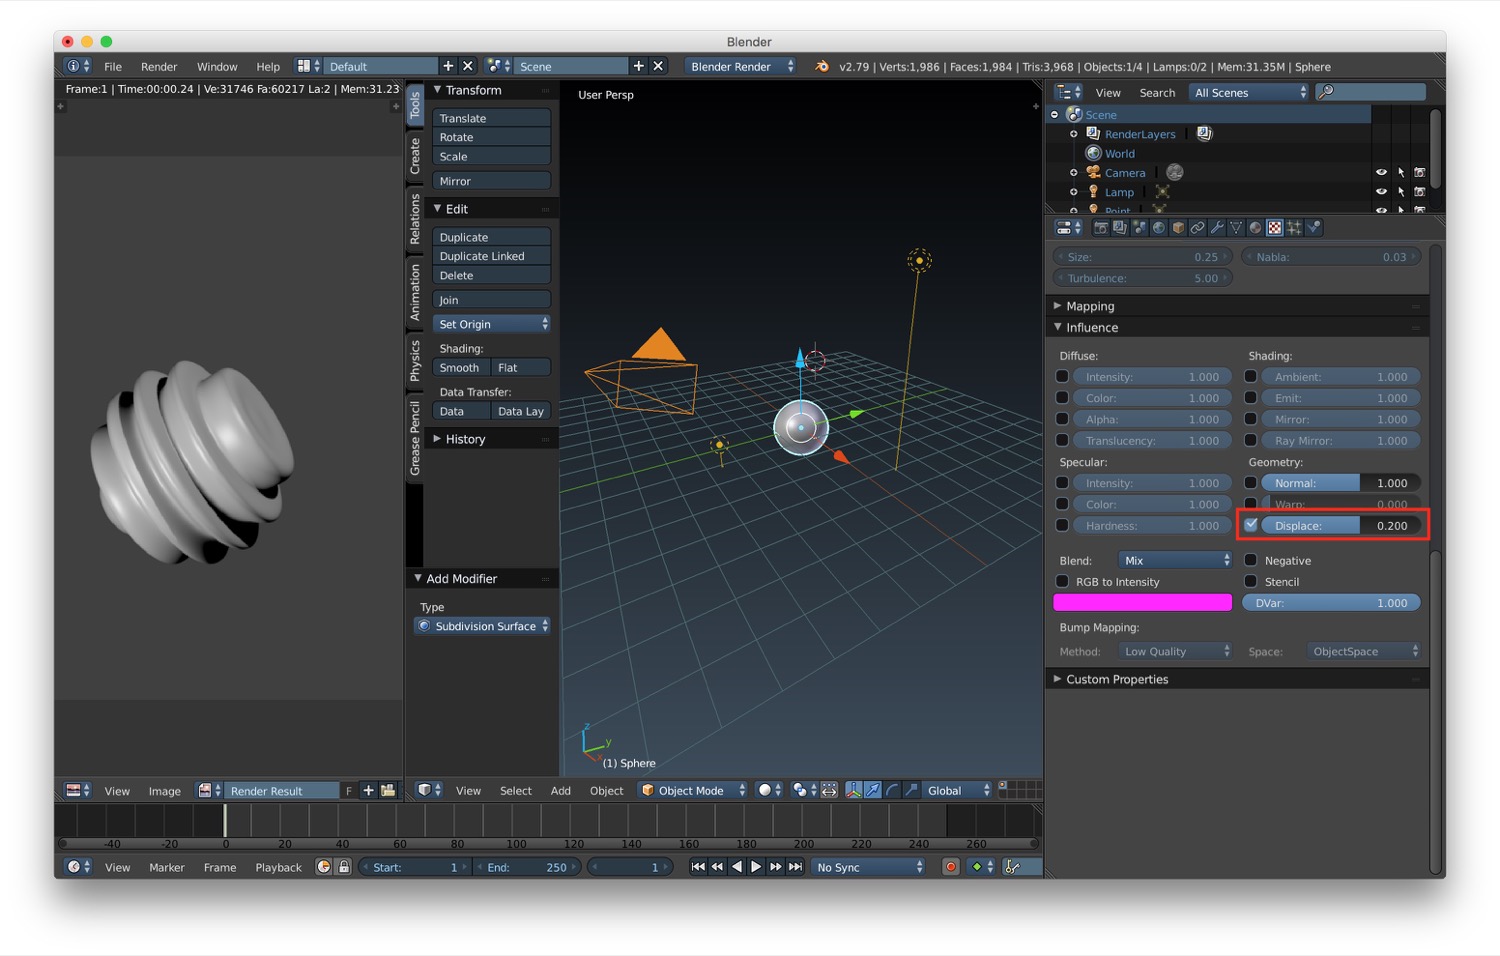 Blender
File Render Window Help Default Scene Blender Render v2.79 | Verts:1,986 | Faces:1,984 | Tris:3,968 | Objects:1/4 | Lamps:0/2 | Mem:31.35M | Sphere
Frame:1 | Time:00:00.24 | Ve:31746 Fa:60217 La:2 | Mem:31.23
Tools
Create
Relations
Animation
Physics
Grease Pencil
Transform
Translate
Rotate
Scale
Mirror
Edit
Duplicate
Duplicate Linked
Delete
Join
Set Origin
Shading:
Smooth Flat
Data Transfer:
Data Data Lay
History
Add Modifier
Type
Subdivision Surface
User Persp
z
y
x
(1) Sphere
View Search All Scenes
Scene
RenderLayers
World
Camera
Lamp
Point
Size: 0.25 Nabla: 0.03
Turbulence: 5.00
Mapping
Influence
Diffuse: Shading:
Intensity: 1.000 Ambient: 1.000
Color: 1.000 Emit: 1.000
Alpha: 1.000 Mirror: 1.000
Translucency: 1.000 Ray Mirror: 1.000
Specular: Geometry:
Intensity: 1.000 Normal: 1.000
Color: 1.000 Warp: 0.000
Hardness: 1.000 Displace: 0.200
Blend: Mix Negative
RGB to Intensity Stencil
DVar: 1.000
Bump Mapping:
Method: Low Quality Space: ObjectSpace
Custom Properties
View Image Render Result F
View Select Add Object Object Mode Global
-40 -20 0 20 40 60 80 100 120 140 160 180 200 220 240 260
View Marker Frame Playback Start: 1 End: 250 1 No Sync